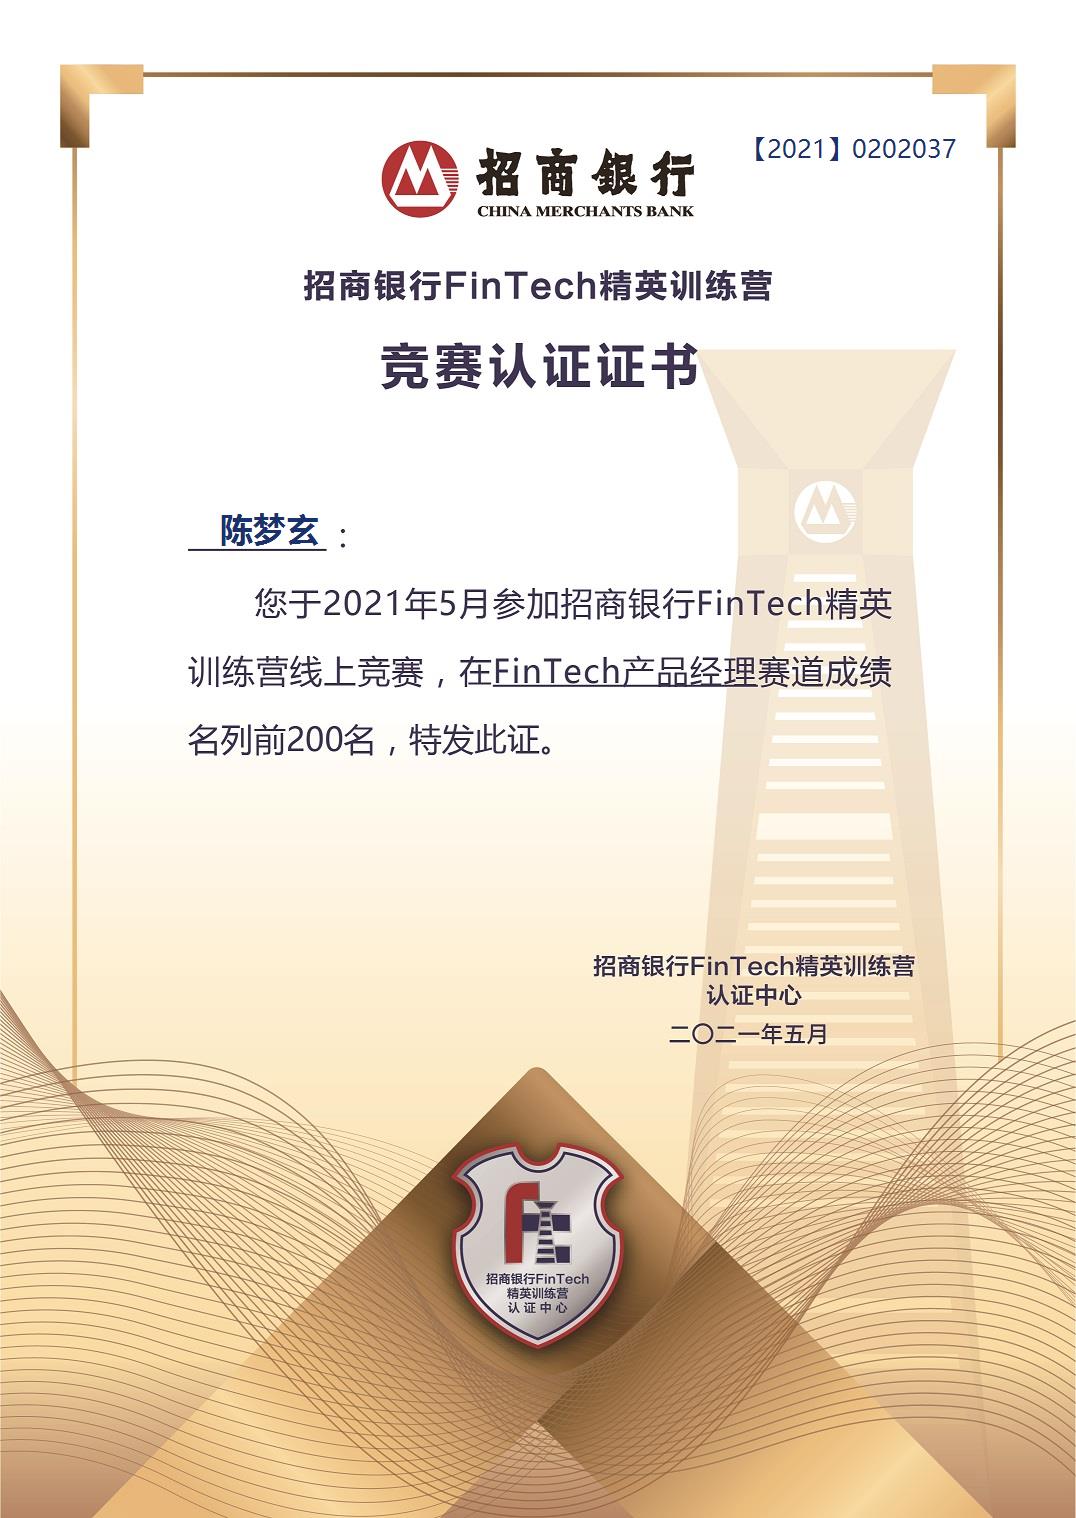 【2021】0202037
招商银行
CHINA MERCHANTS BANK
招商银行FinTech精英训练营
竞赛认证证书
陈梦玄：
您于2021年5月参加招商银行FinTech精英
训练营线上竞赛，在FinTech产品经理赛道成绩
名列前200名，特发此证。
招商银行FinTech精英训练营
认证中心
二〇二一年五月
招商银行FinTech
精英训练营
认证中心